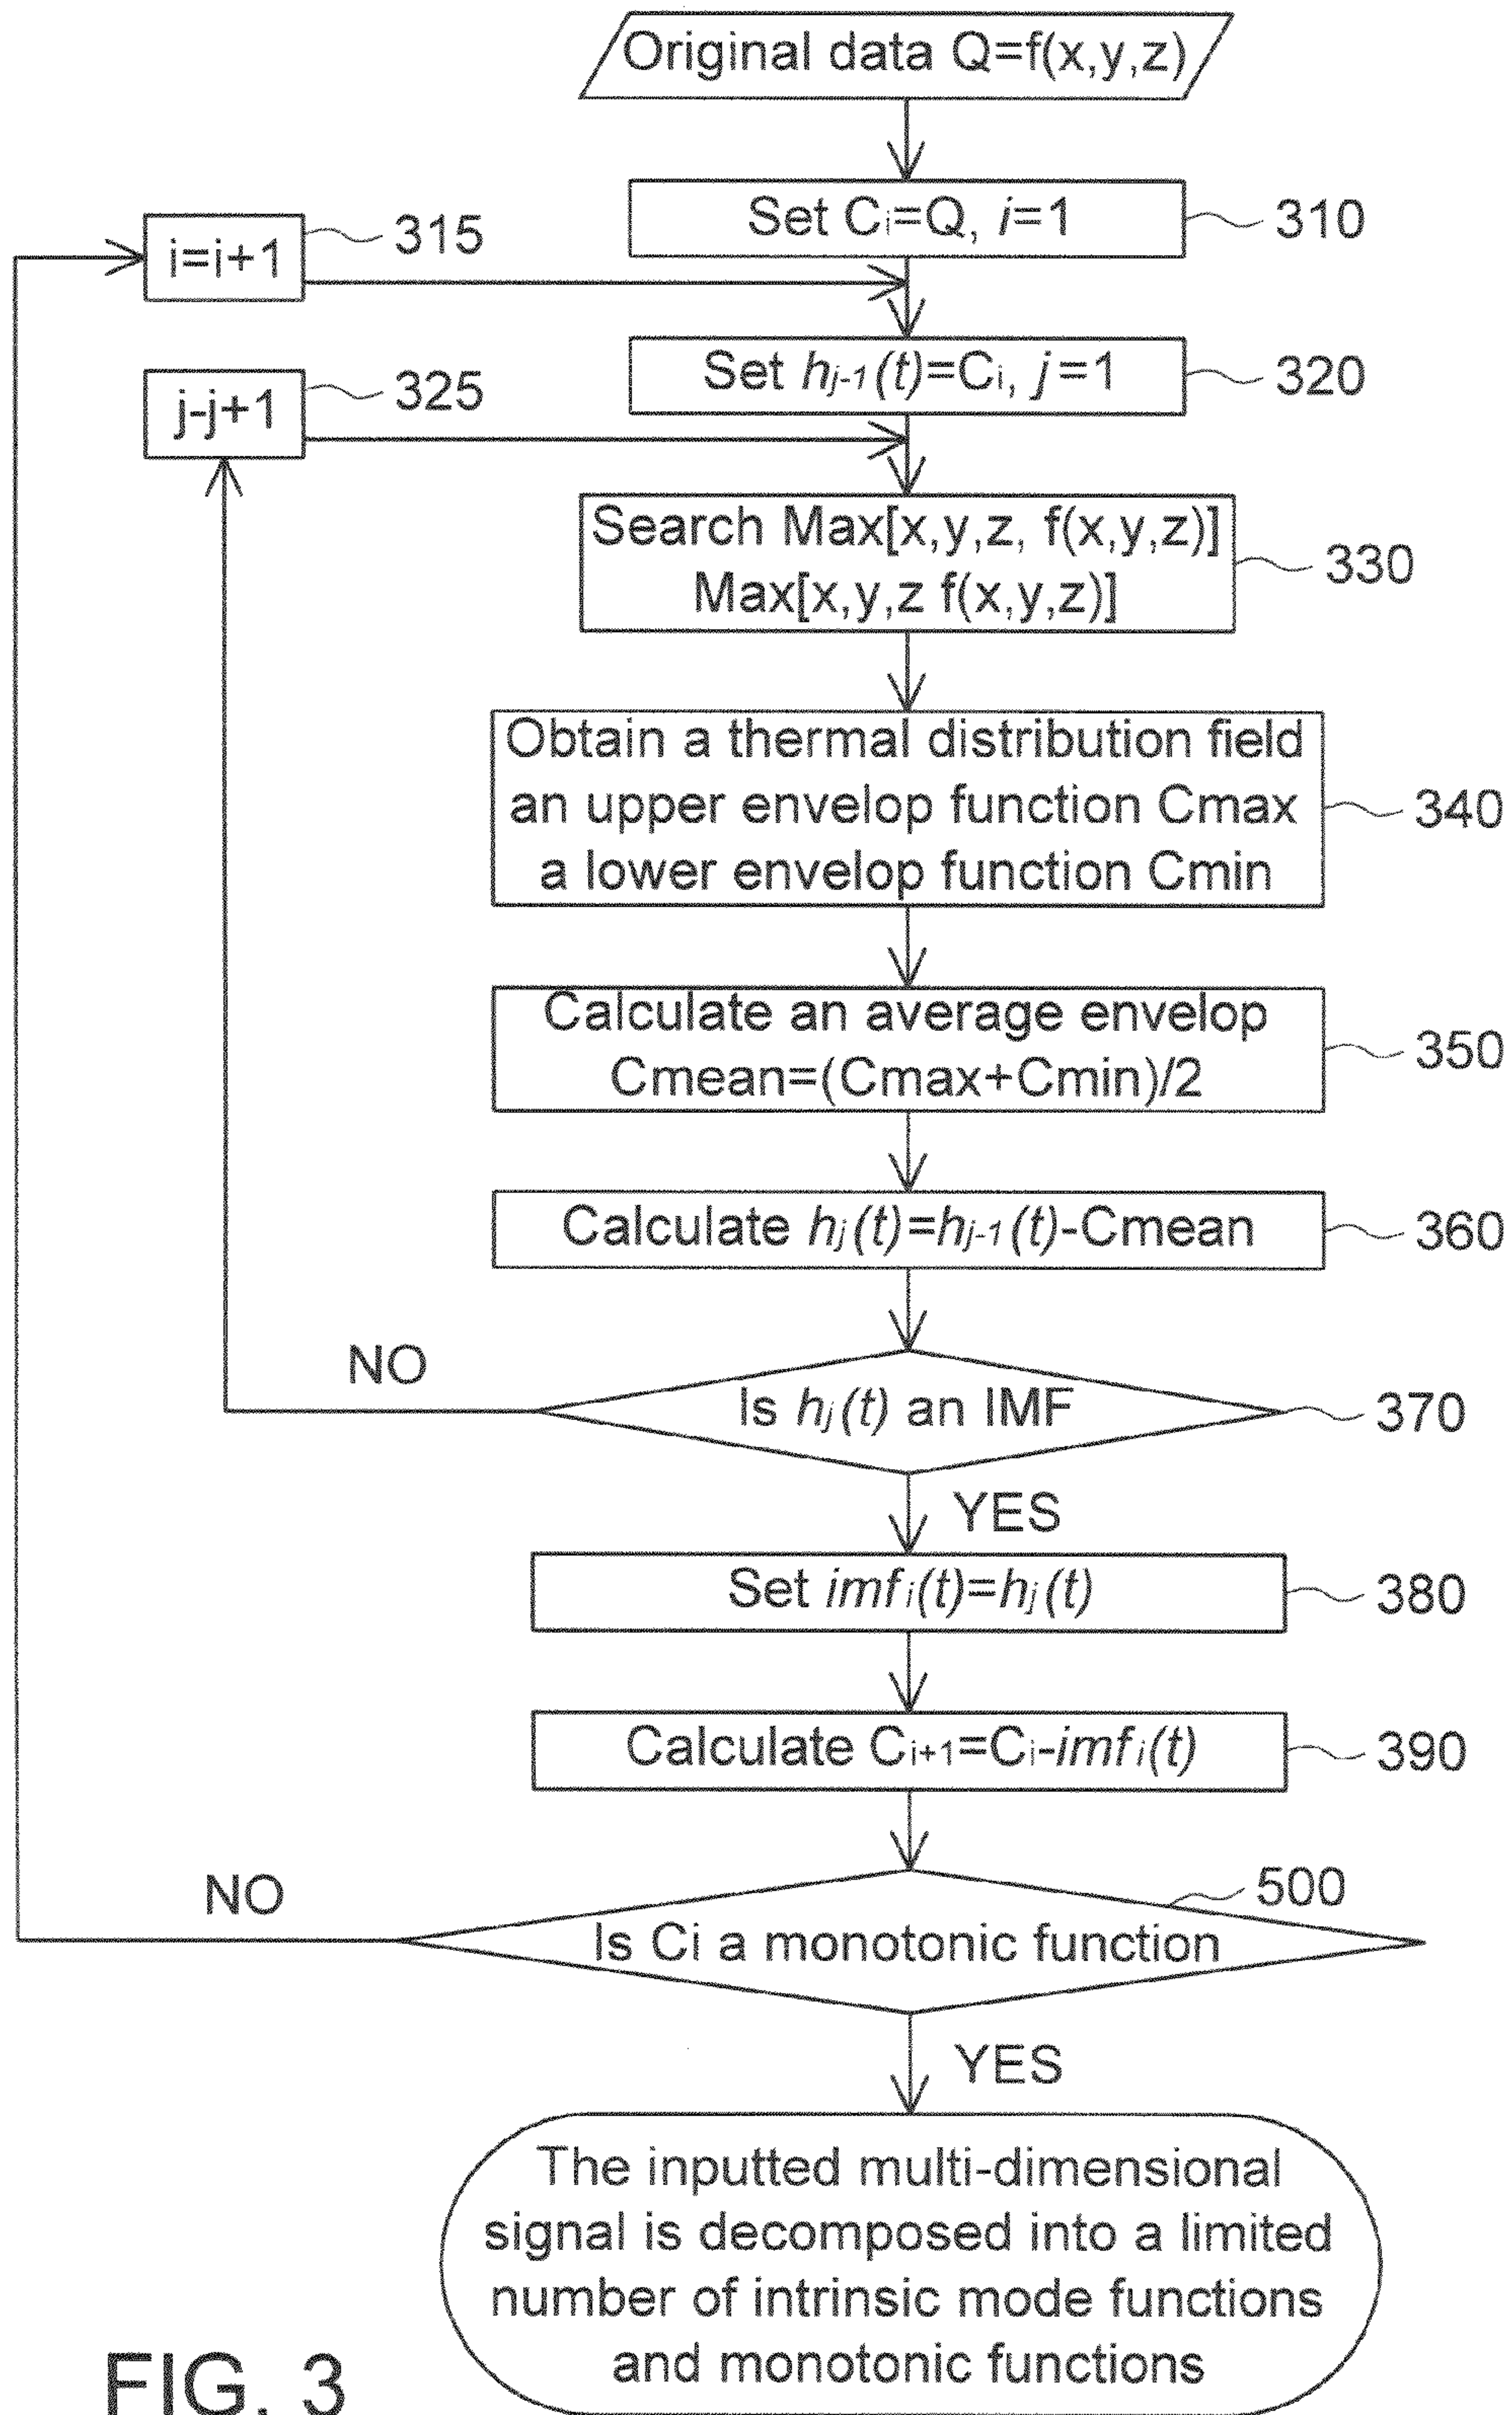 Original data Q=f(x,y,z)
Set Ci=Q, i=1
310
i=i+1
315
Set hj-1(t)=Ci, j=1
320
j-j+1
325
Search Max[x,y,z, f(x,y,z)]
Max[x,y,z f(x,y,z)]
330
Obtain a thermal distribution field
an upper envelop function Cmax
a lower envelop function Cmin
340
Calculate an average envelop
Cmean=(Cmax+Cmin)/2
350
Calculate hj(t)=hj-1(t)-Cmean
360
NO
Is hj(t) an IMF
370
YES
Set imfi(t)=hj(t)
380
Calculate Ci+1=Ci-imfi(t)
390
NO
500
Is Ci a monotonic function
YES
The inputted multi-dimensional
signal is decomposed into a limited
number of intrinsic mode functions
and monotonic functions
FIG. 3